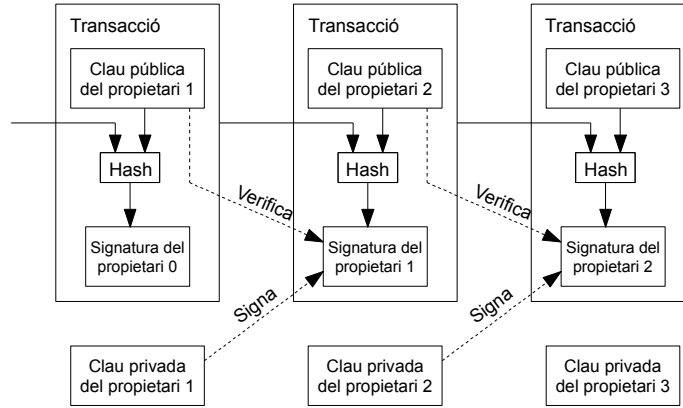 Transacció
Clau pública
del propietari 1
Hash
Signatura del
propietari 0
Transacció
Clau pública
del propietari 2
Hash
Signatura del
propietari 1
Transacció
Clau pública
del propietari 3
Hash
Signatura del
propietari 2
Verifica
Verifica
Signa
Signa
Clau privada
del propietari 1
Clau privada
del propietari 2
Clau privada
del propietari 3